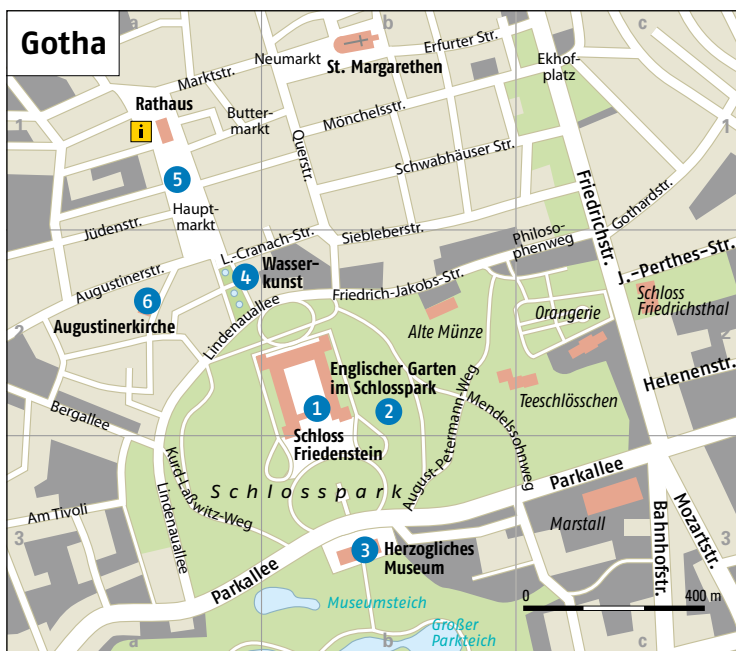 Gotha
a
b
c
Neumarkt
Erfurter Str.
Marktstr.
St. Margarethen
Ekhof-
platz
Rathaus
i
Butter-
markt
Mönchelsstr.
1
1
Querstr.
Schwabhäuser Str.
5
Friedrichstr.
Haupt-
markt
Gothardstr.
Jüdenstr.
L.-Cranach-Str.
Siebleberstr.
Philoso-
phenweg
J.-Perthes-Str.
4
Wasser-
kunst
Augustinerstr.
6
Augustinerkirche
Lindenauallee
Friedrich-Jakobs-Str.
Schloss
Friedrichsthal
Orangerie
Alte Münze
2
2
Englischer Garten
im Schlosspark
Helenenstr.
Teeschlösschen
1
2
Bergallee
Schloss
Friedenstein
August-Petermann-Weg
Mendelssohnweg
Kurd-Laßwitz-Weg
Schlosspark
Parkallee
Am Tivoli
Lindenauallee
Marstall
Bahnhofstr.
Mozartstr.
3
3
3
Herzogliches
Museum
Parkallee
Museumsteich
0
400 m
Großer
Parkteich
a
b
c